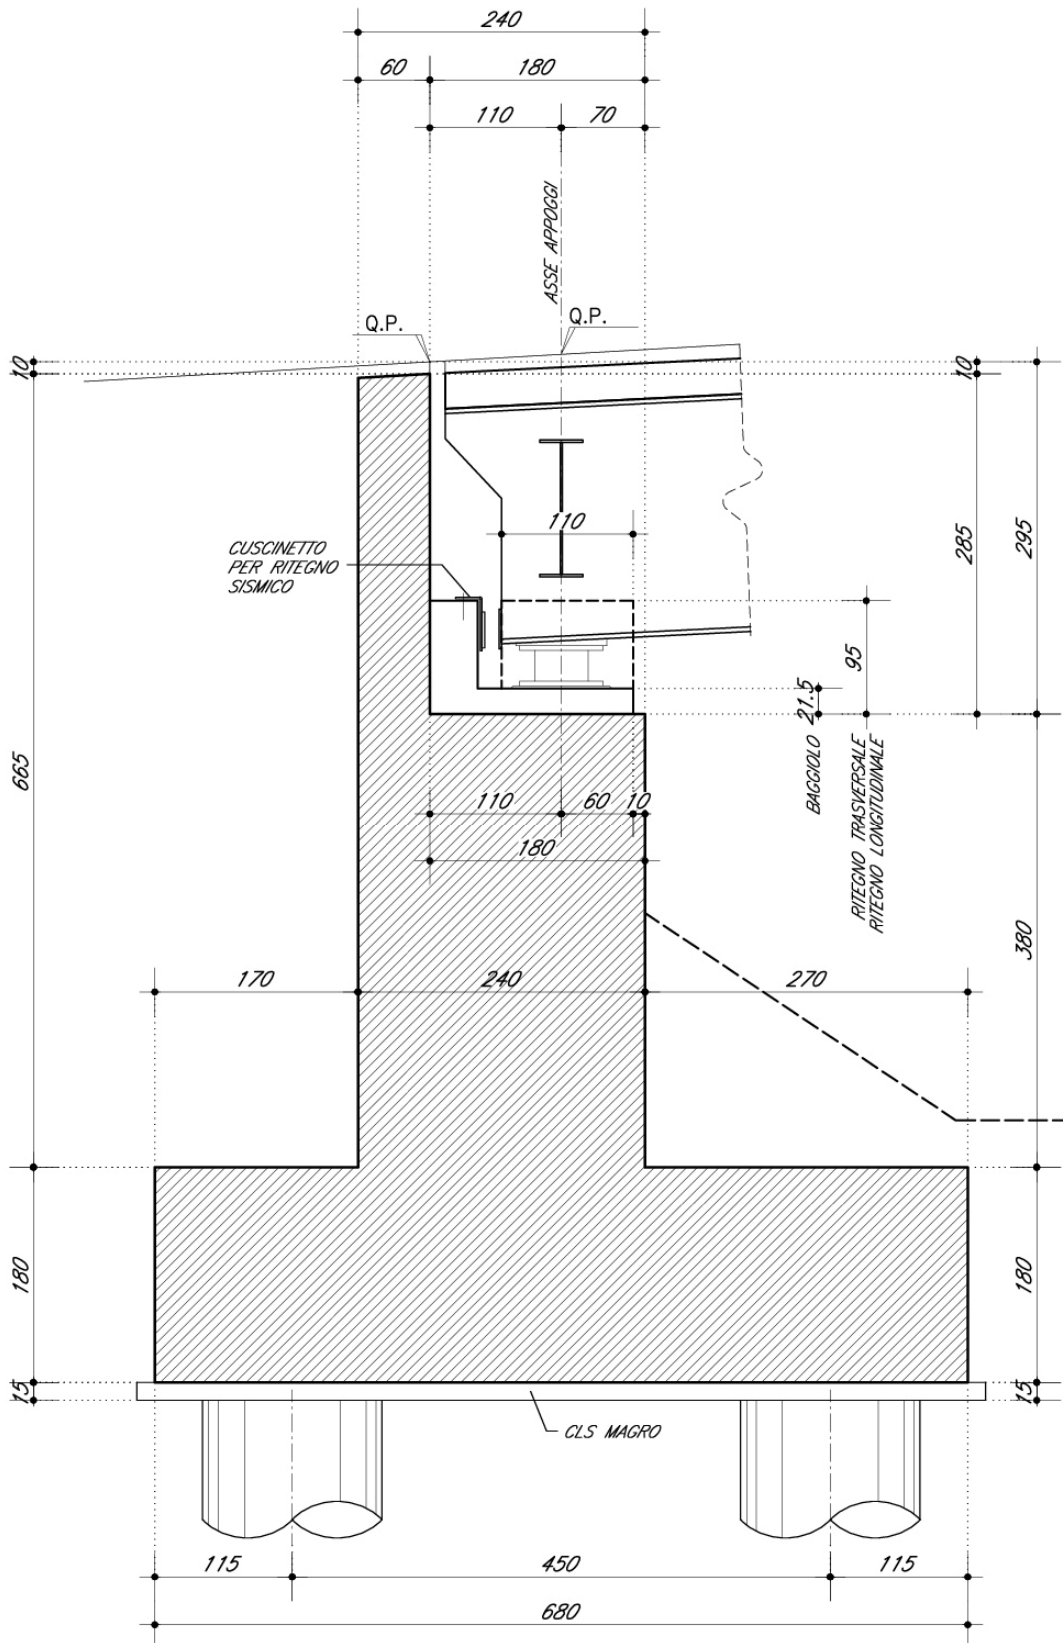 240
60
180
110
70
ASSE APPOGGI
Q.P.
Q.P.
10
10
110
CUSCINETTO
PER RITEGNO
SISMICO
285
295
95
21.5
BAGGIOLO
RITEGNO TRASVERSALE
RITEGNO LONGITUDINALE
665
110
60
10
180
380
170
240
270
180
180
15
15
CLS MAGRO
115
450
115
680